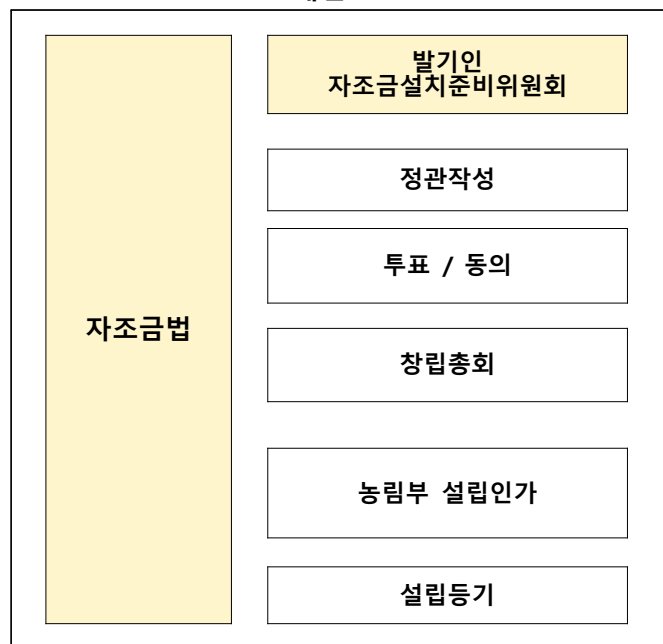 발기인
자조금설치준비위원회
정관작성
투표 / 동의
자조금법
창립총회
농림부 설립인가
설립등기